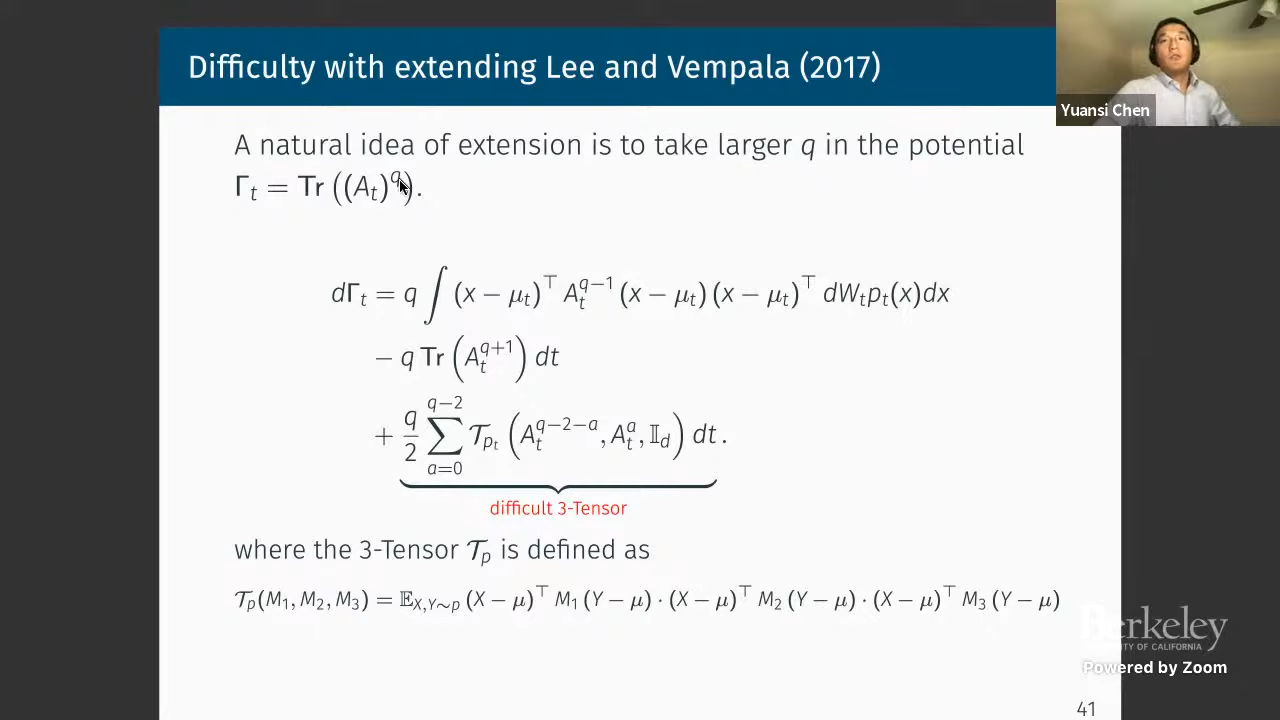 Difficulty with extending Lee and Vempala (2017)
Yuansi Chen
A natural idea of extension is to take larger q in the potential
Γ_t = Tr ((A_t)^q).
dΓ_t = q ∫ (x − μ_t)^⊤ A_t^{q−1} (x − μ_t) (x − μ_t)^⊤ dW_t p_t(x)dx
− q Tr (A_t^{q+1}) dt
+ q/2 ∑_{a=0}^{q−2} 𝒯_{p_t} (A_t^{q−2−a}, A_t^a, 𝕀_d) dt.
difficult 3-Tensor
where the 3-Tensor 𝒯_p is defined as
𝒯_p(M_1, M_2, M_3) = 𝔼_{X,Y∼p} (X − μ)^⊤ M_1 (Y − μ) · (X − μ)^⊤ M_2 (Y − μ) · (X − μ)^⊤ M_3 (Y − μ)
Berkeley
OF CALIFORNIA
Powered by Zoom
41